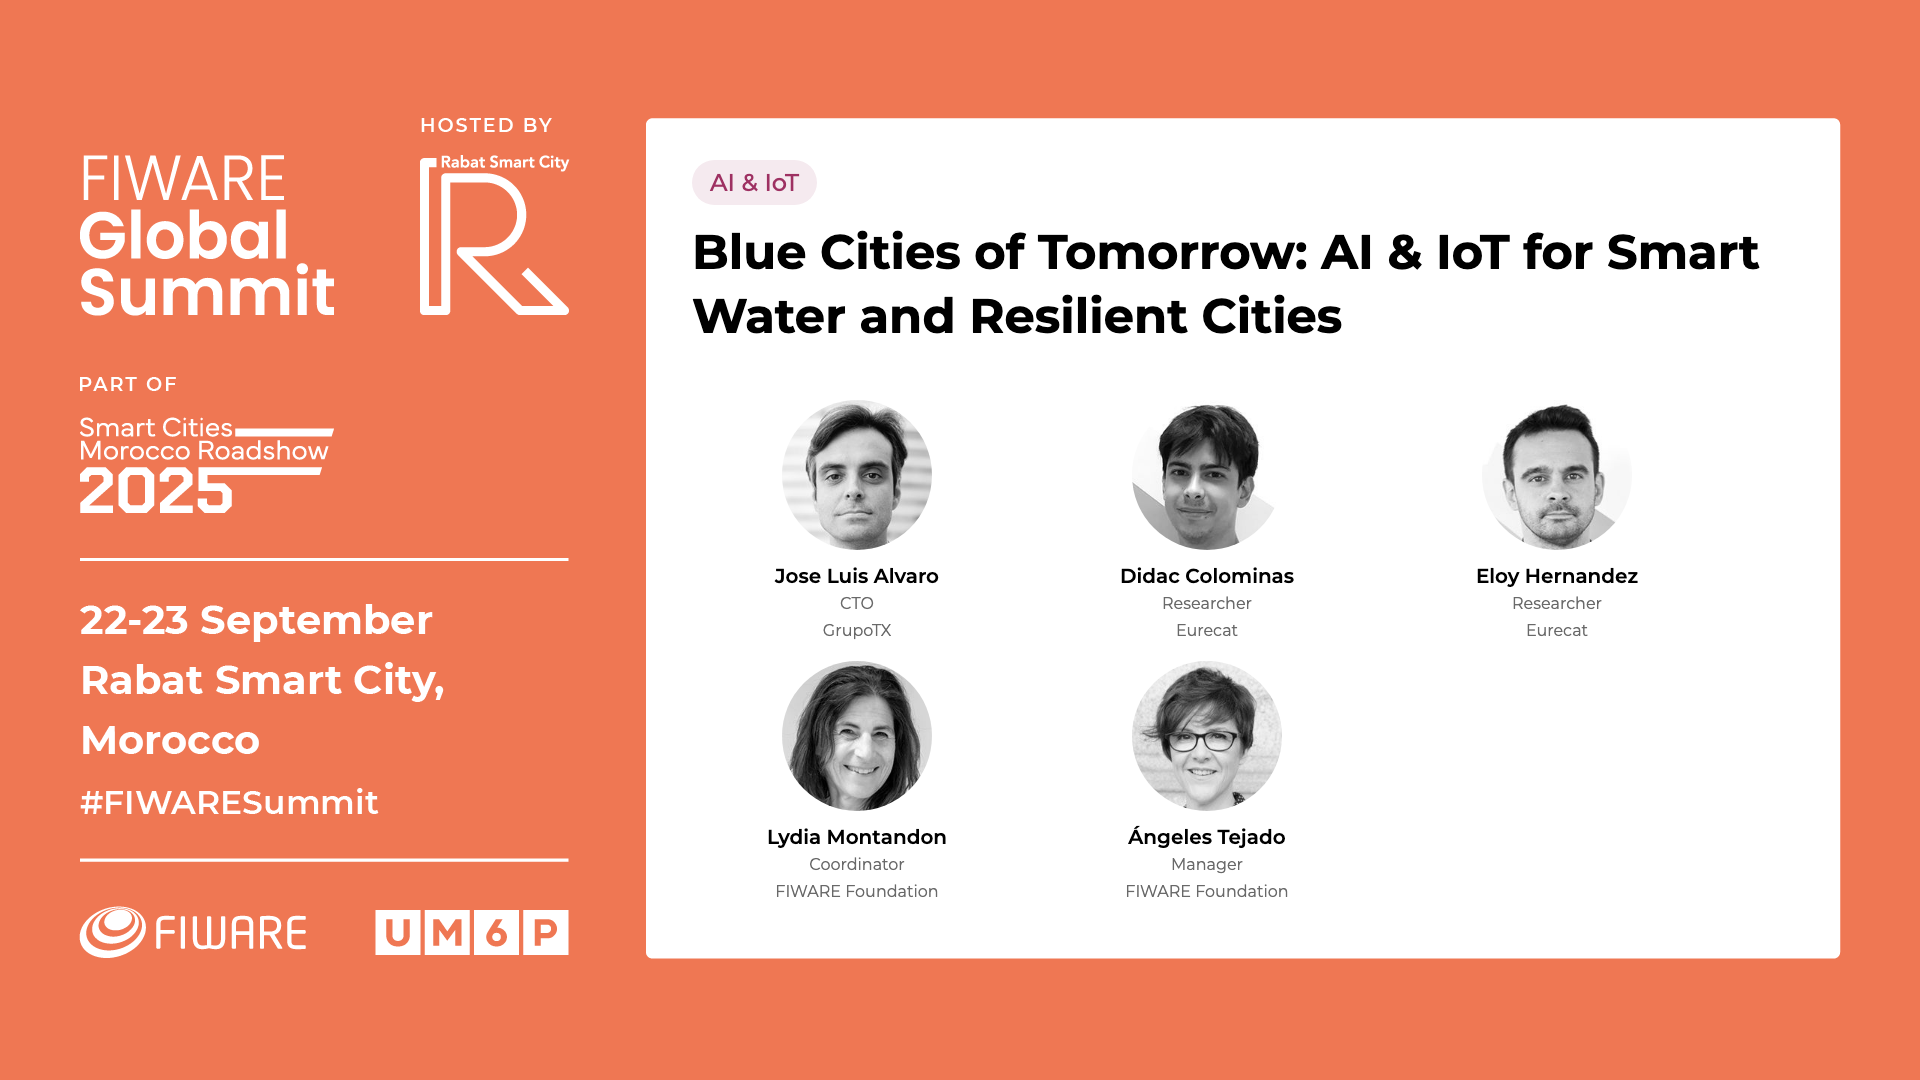 FIWARE
Global
Summit
HOSTED BY
Rabat Smart City
R
PART OF
Smart Cities
Morocco Roadshow
2025
22-23 September
Rabat Smart City,
Morocco
#FIWARESummit
FIWARE
UM6P
AI & IoT
Blue Cities of Tomorrow: AI & IoT for Smart
Water and Resilient Cities
Jose Luis Alvaro
CTO
GrupoTX
Didac Colominas
Researcher
Eurecat
Eloy Hernandez
Researcher
Eurecat
Lydia Montandon
Coordinator
FIWARE Foundation
Ángeles Tejado
Manager
FIWARE Foundation